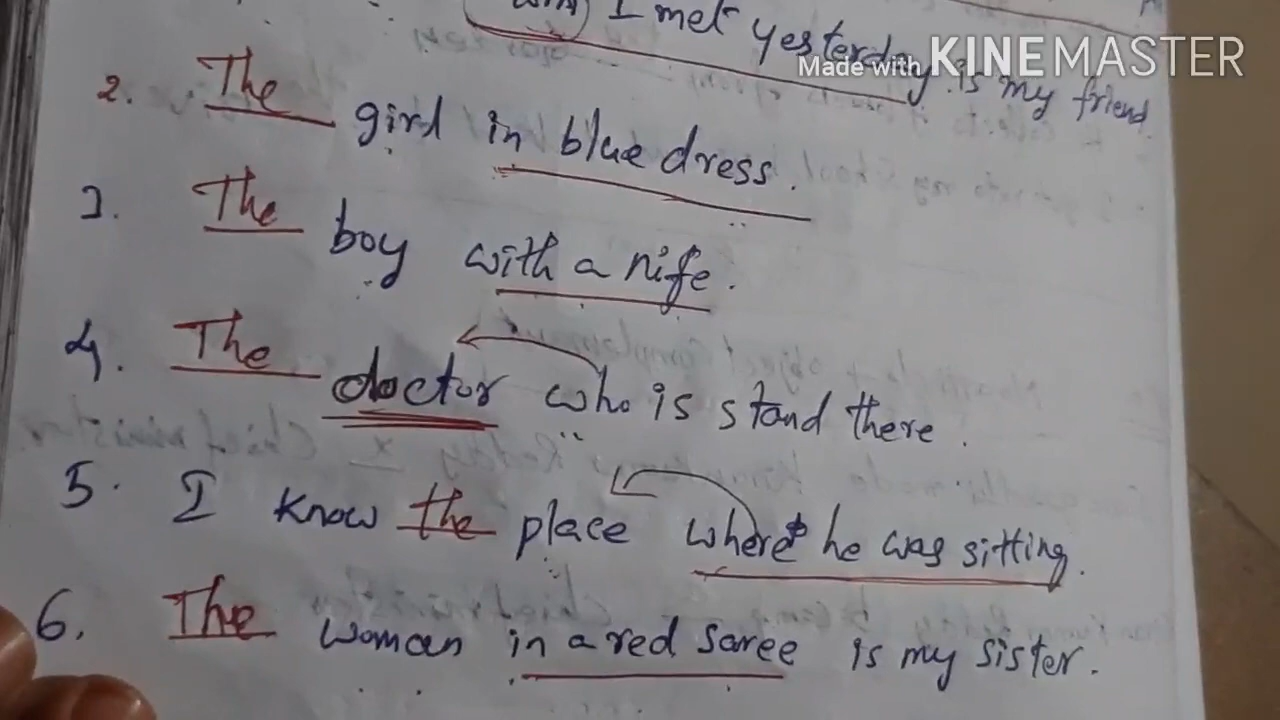 I met yesterday is my friend.
Made with KINEMASTER
2. The girl in blue dress.
3. The boy with a nife.
4. The doctor who is stand there.
5. I know the place where he was sitting.
6. The woman in a red saree is my sister.